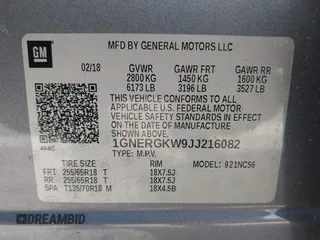 GM
MFD BY GENERAL MOTORS LLC
02/18 GVWR GAWR FRT GAWR RR
2800 KG 1450 KG 1600 KG
6173 LB 3196 LB 3527 LB
THIS VEHICLE CONFORMS TO ALL
APPLICABLE U.S. FEDERAL MOTOR
VEHICLE SAFETY AND THEFT PREVENTION
STANDARDS IN EFFECT ON THE DATE OF
MANUFACTURE SHOWN ABOVE.
1GNERGKW9JJ216082
TYPE: M.P.V.
MODEL: 921NC56
FRT 255/65R18 T 18X7.5J
RR 255/65R18 T 18X7.5J
SPA T135/70R18 M 18X4.5B
DREAMBID